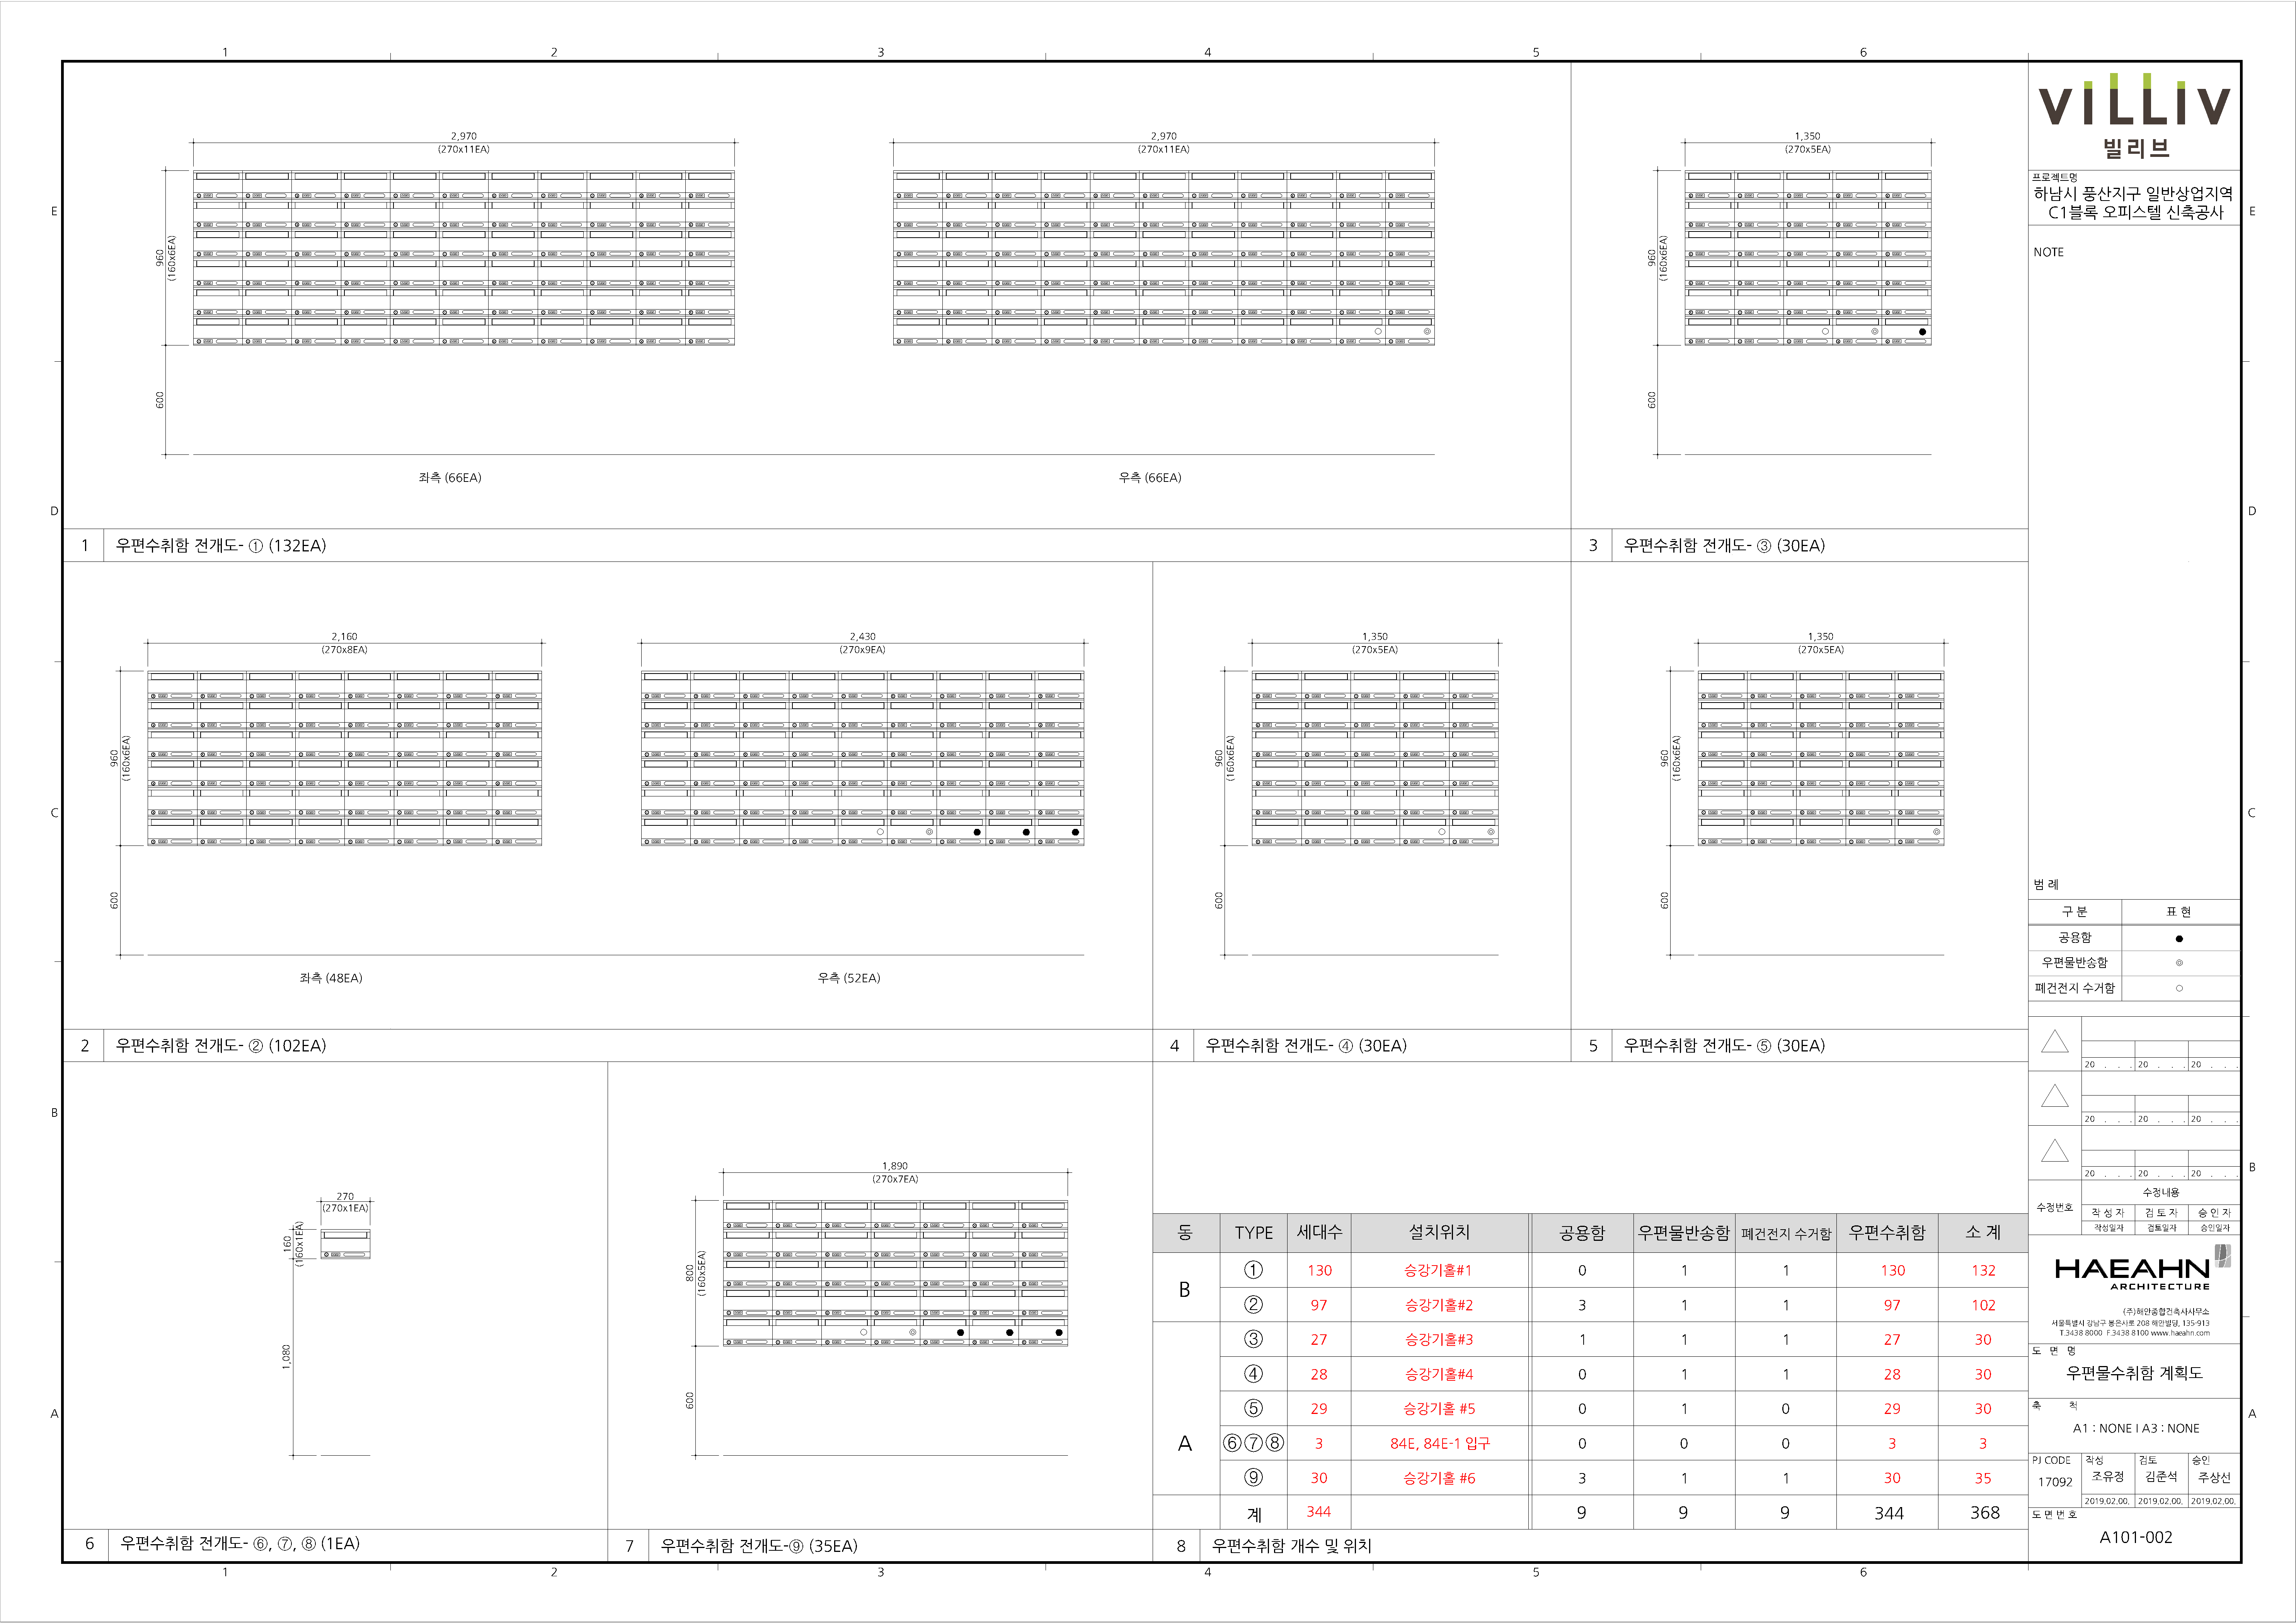 1 2 3 4 5 6
E
D
C
B
A
2,970
(270x11EA)
960
(160x6EA)
600
좌측 (66EA)
2,970
(270x11EA)
우측 (66EA)
1 우편수취함 전개도- ① (132EA)
1,350
(270x5EA)
960
(160x6EA)
600
3 우편수취함 전개도- ③ (30EA)
2,160
(270x8EA)
960
(160x6EA)
600
좌측 (48EA)
2,430
(270x9EA)
우측 (52EA)
2 우편수취함 전개도- ② (102EA)
1,350
(270x5EA)
960
(160x6EA)
600
4 우편수취함 전개도- ④ (30EA)
1,350
(270x5EA)
960
(160x6EA)
600
5 우편수취함 전개도- ⑤ (30EA)
270
(270x1EA)
160
(160x1EA)
1,080
6 우편수취함 전개도- ⑥, ⑦, ⑧ (1EA)
1,890
(270x7EA)
800
(160x5EA)
600
7 우편수취함 전개도-⑨ (35EA)
동 TYPE 세대수 설치위치 공용함 우편물반송함 폐건전지 수거함 우편수취함 소 계
B ① 130 승강기홀#1 0 1 1 130 132
② 97 승강기홀#2 3 1 1 97 102
A ③ 27 승강기홀#3 1 1 1 27 30
④ 28 승강기홀#4 0 1 1 28 30
⑤ 29 승강기홀 #5 0 1 0 29 30
⑥⑦⑧ 3 84E, 84E-1 입구 0 0 0 3 3
⑨ 30 승강기홀 #6 3 1 1 30 35
계 344 9 9 9 344 368
8 우편수취함 개수 및 위치
VILLIV
빌리브
프로젝트명
하남시 풍산지구 일반상업지역
C1블록 오피스텔 신축공사
NOTE
범 례
구 분 표 현
공용함
우편물반송함
폐건전지 수거함
20 . . . 20 . . . 20 . . .
20 . . . 20 . . . 20 . . .
20 . . . 20 . . . 20 . . .
수정번호 수정내용
작 성 자 검 토 자 승 인 자
작성일자 검토일자 승인일자
HAEAHN
ARCHITECTURE
(주)해안종합건축사사무소
서울특별시 강남구 봉은사로 208 해안빌딩, 135-913
T.3438 8000 F.3438 8100 www.haeahn.com
도 면 명
우편물수취함 계획도
축 척
A1 : NONE I A3 : NONE
PJ CODE 작성 검토 승인
17092 조유정 김준석 주상선
2019.02.00. 2019.02.00. 2019.02.00.
도 면 번 호
A101-002
E
D
C
B
A
1 2 3 4 5 6